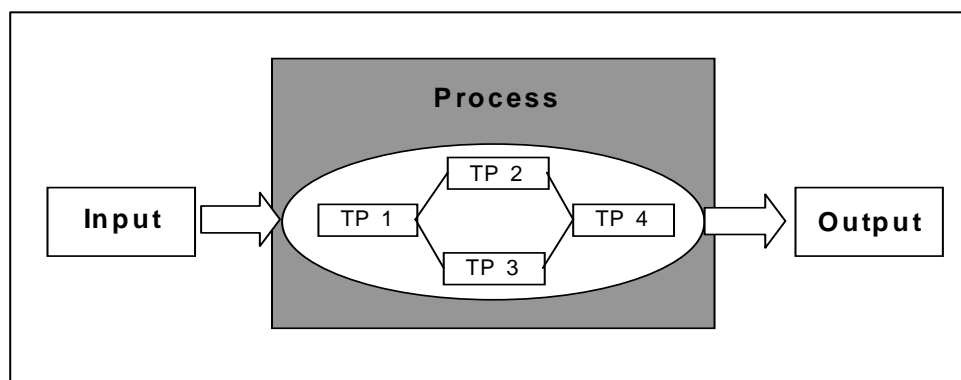 Process
TP 2
Input
TP 1
TP 4
Output
TP 3